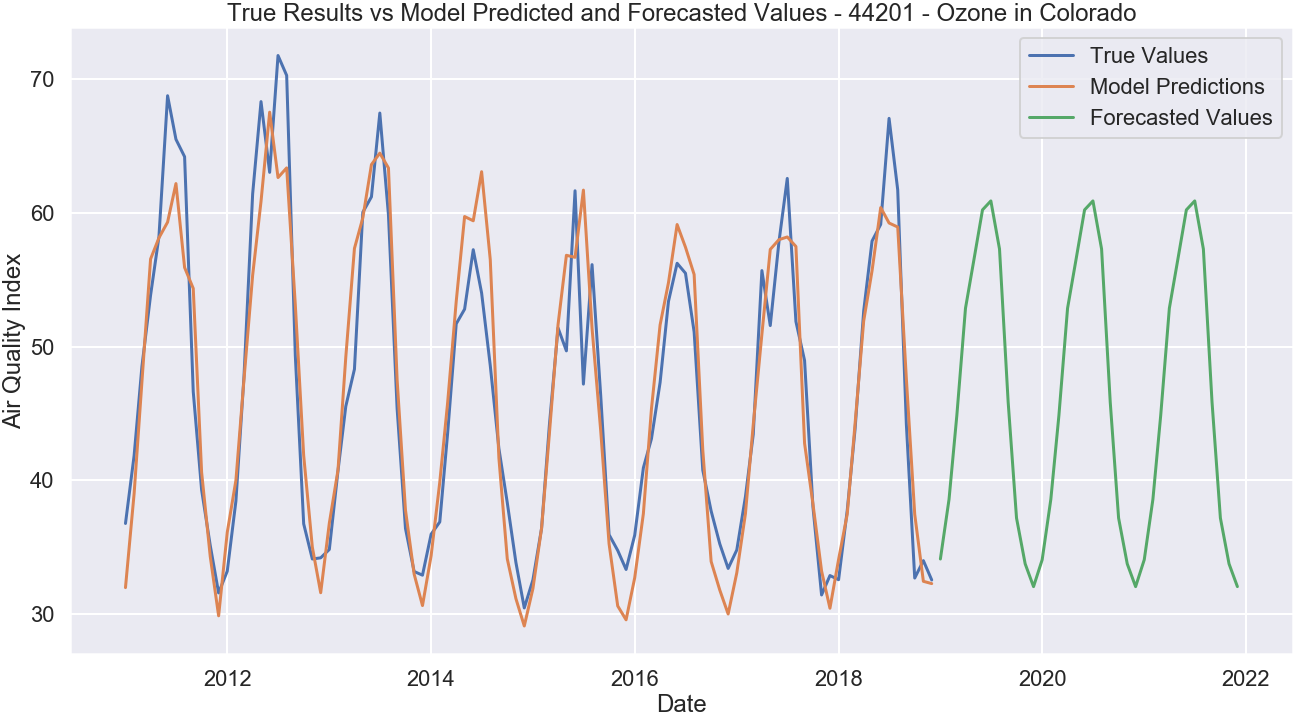 True Results vs Model Predicted and Forecasted Values - 44201 - Ozone in Colorado
True Values
Model Predictions
Forecasted Values
Air Quality Index
70
60
50
40
30
2012
2014
2016
2018
2020
2022
Date